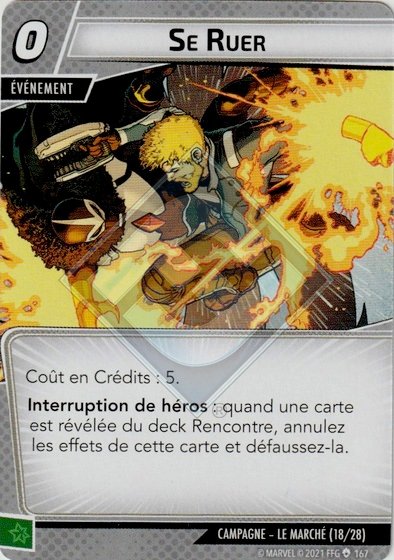 0
SE RUER
ÉVÉNEMENT
Coût en Crédits : 5.
Interruption de héros : quand une carte
est révélée du deck Rencontre, annulez
les effets de cette carte et défaussez-la.
CAMPAGNE – LE MARCHÉ (18/28)
© MARVEL © 2021 FFG 167